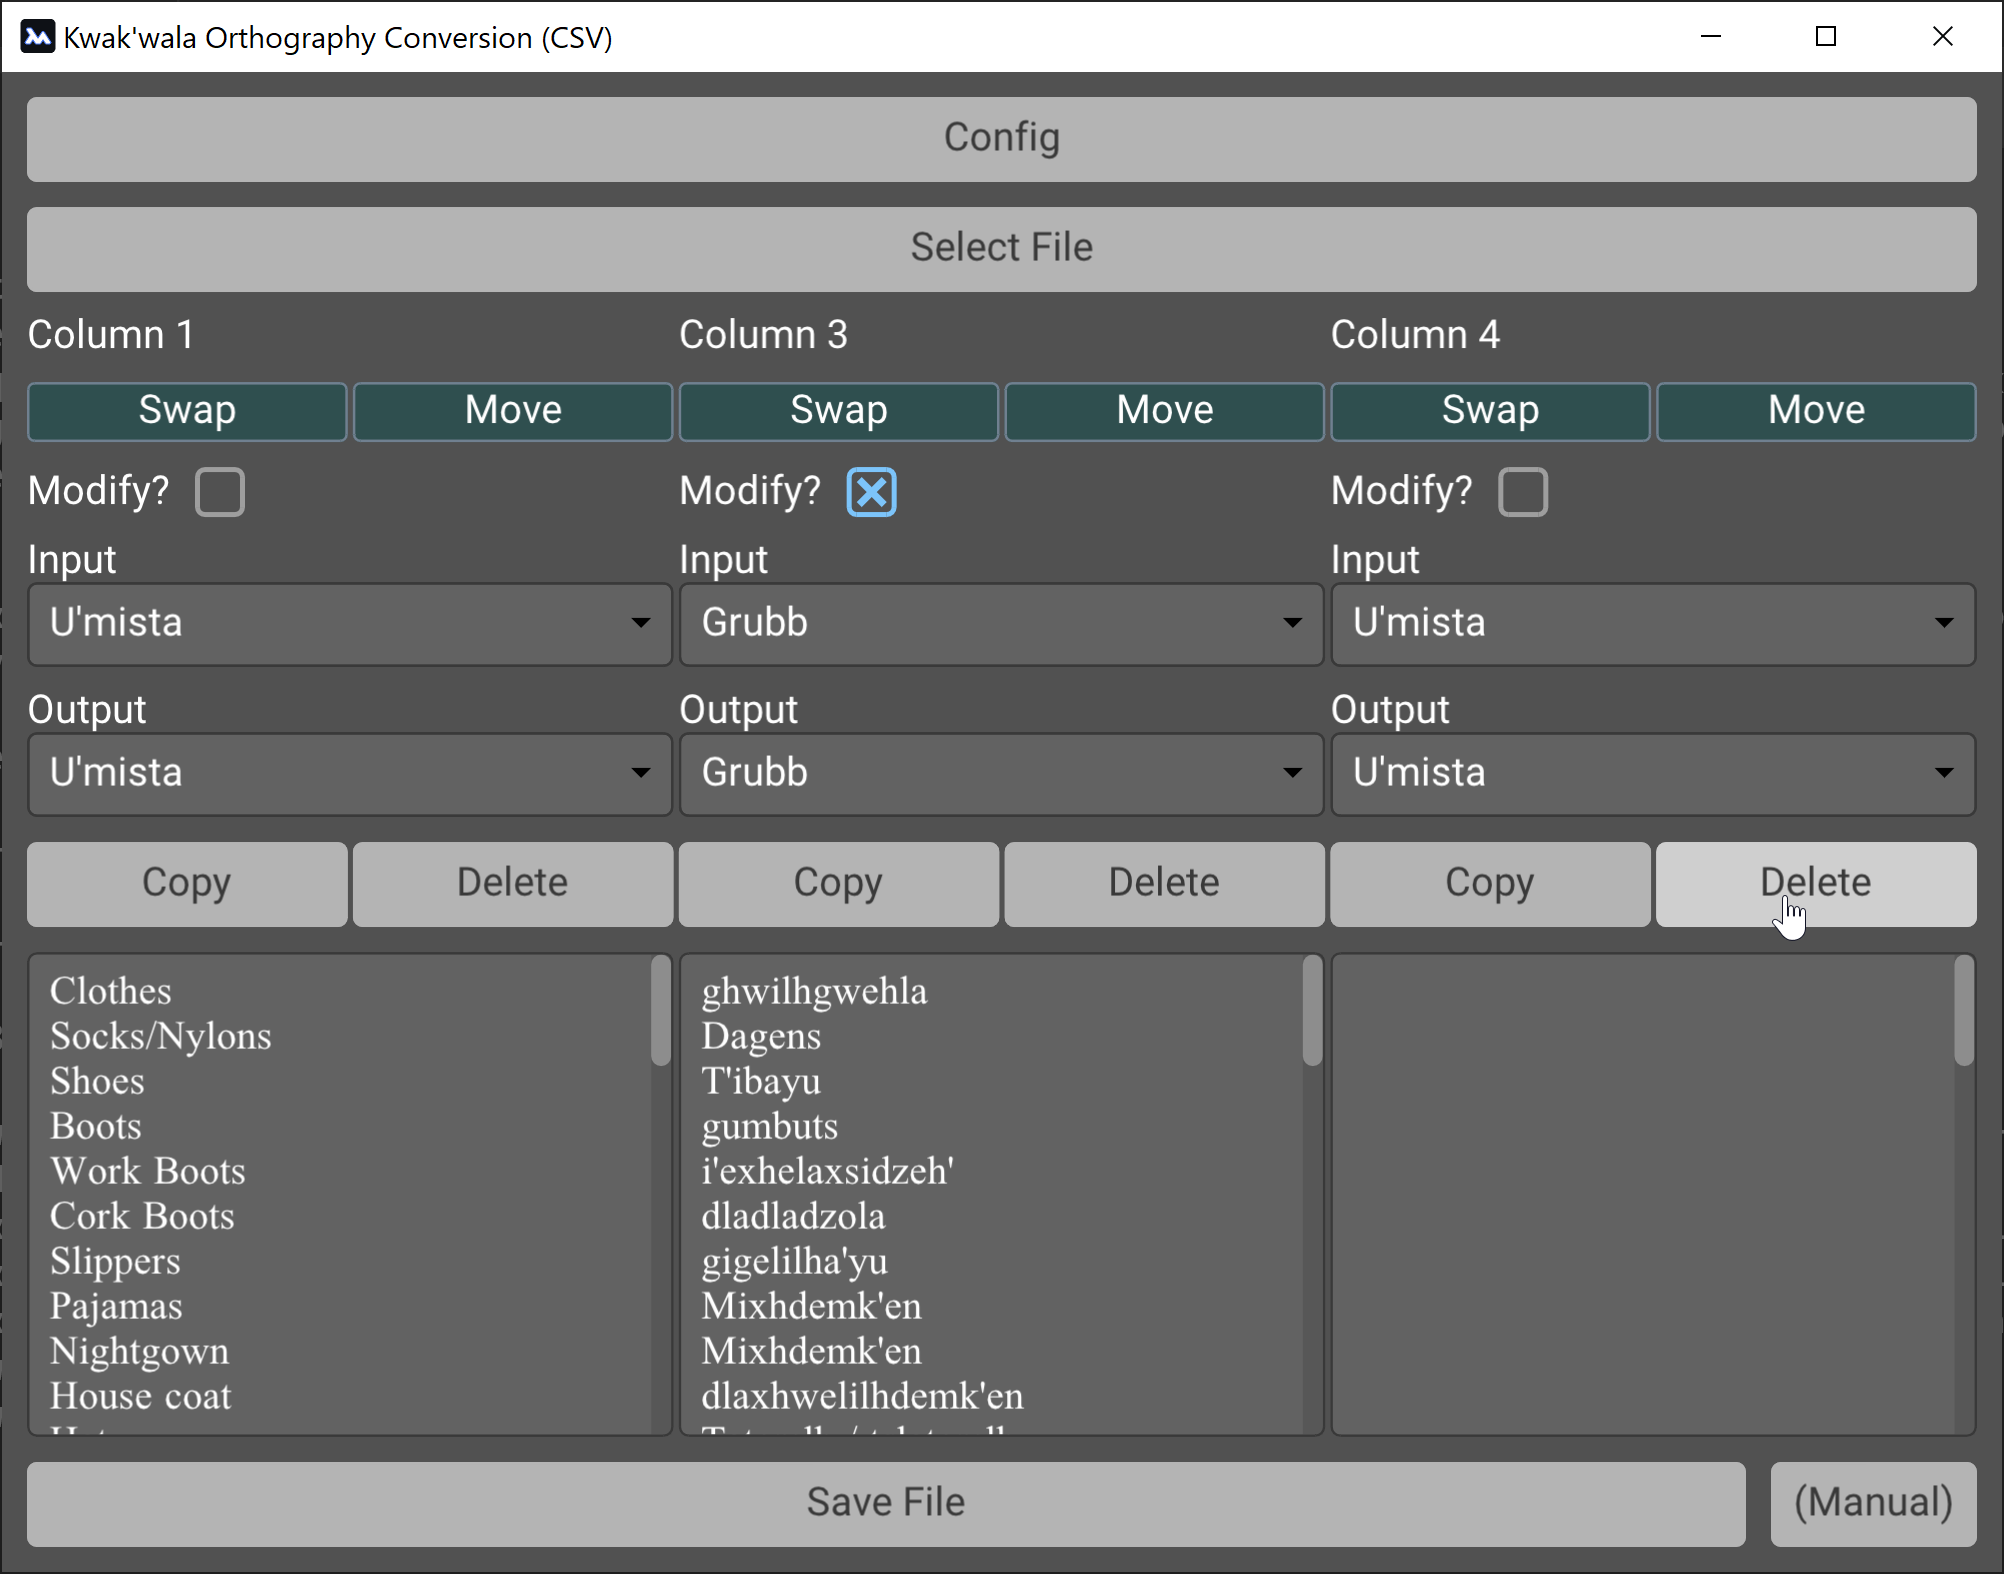 Kwak'wala Orthography Conversion (CSV)
Config
Select File
Column 1 Column 3 Column 4
Swap Move Swap Move Swap Move
Modify? Modify? Modify?
Input Input Input
U'mista Grubb U'mista
Output Output Output
U'mista Grubb U'mista
Copy Delete Copy Delete Copy Delete
Clothes
Socks/Nylons
Shoes
Boots
Work Boots
Cork Boots
Slippers
Pajamas
Nightgown
House coat
ghwilhgwehla
Dagens
T'ibayu
gumbuts
i'exhelaxsidzeh'
dladladzola
gigelilha'yu
Mixhdemk'en
Mixhdemk'en
dlaxhwelilhdemk'en
Save File (Manual)